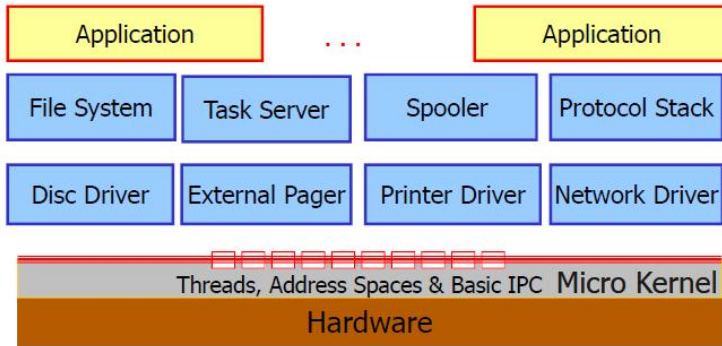 Application ... Application
File System Task Server Spooler Protocol Stack
Disc Driver External Pager Printer Driver Network Driver
Threads, Address Spaces & Basic IPC Micro Kernel
Hardware